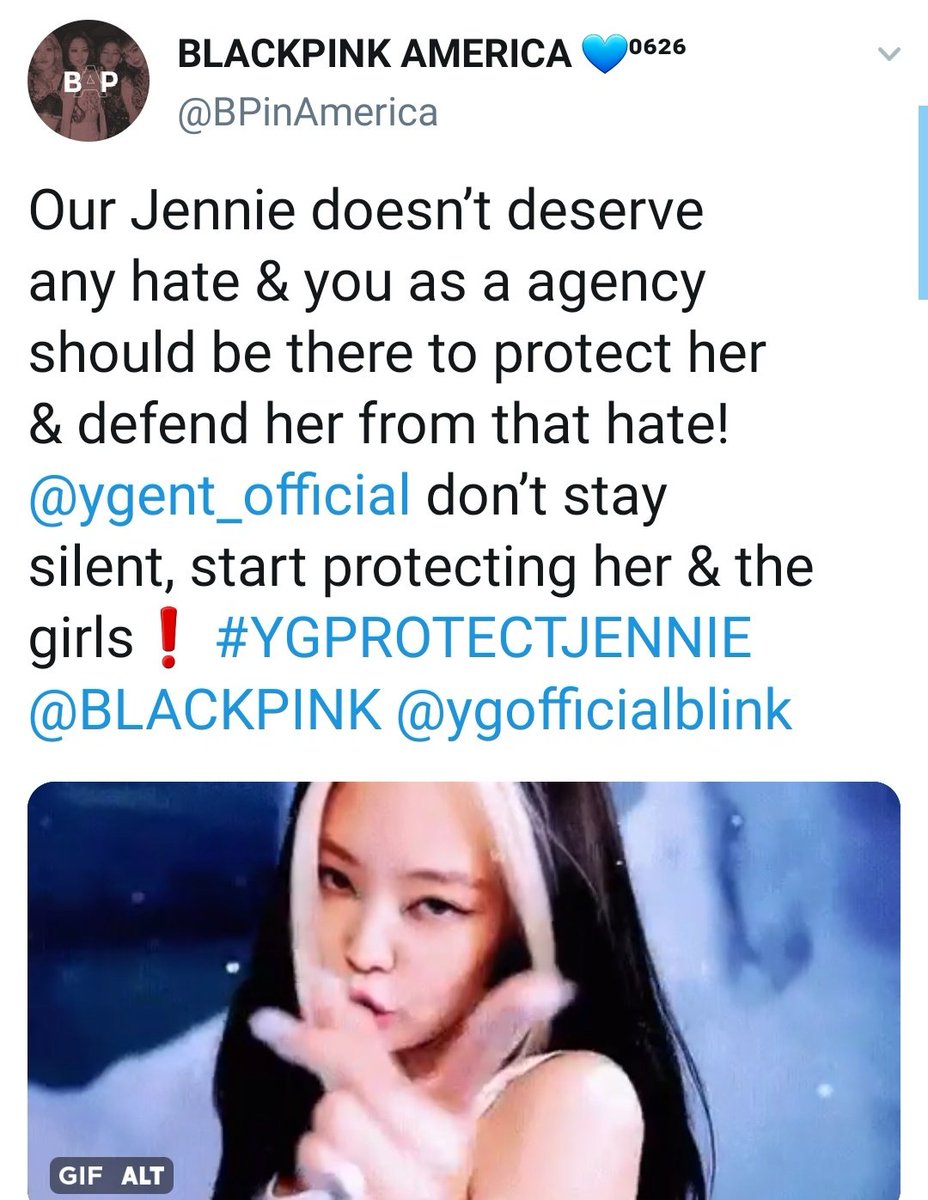 BLACKPINK AMERICA 💙⁰⁶²⁶
@BPinAmerica
BAP
Our Jennie doesn’t deserve
any hate & you as a agency
should be there to protect her
& defend her from that hate!
@ygent_official don’t stay
silent, start protecting her & the
girls❗ #YGPROTECTJENNIE
@BLACKPINK @ygofficialblink
GIF ALT